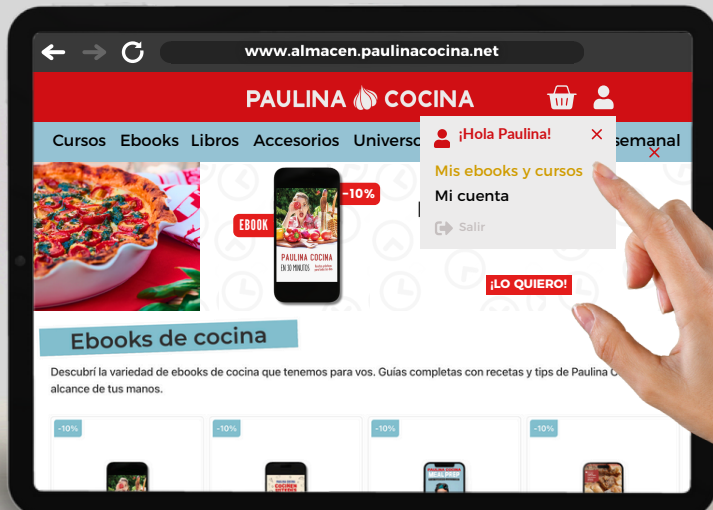 www.almacen.paulinacocina.net
PAULINA COCINA
Cursos Ebooks Libros Accesorios semanal
¡Hola Paulina!
Mis ebooks y cursos
Mi cuenta
Salir
-10%
EBOOK
PAULINA COCINA
EN 30 MINUTOS
¡LO QUIERO!
Ebooks de cocina
Descubrí la variedad de ebooks de cocina que tenemos para vos. Guías completas con recetas y tips de Paulina
alcance de tus manos.
-10% -10% -10% -10%
PAULINA COCINA